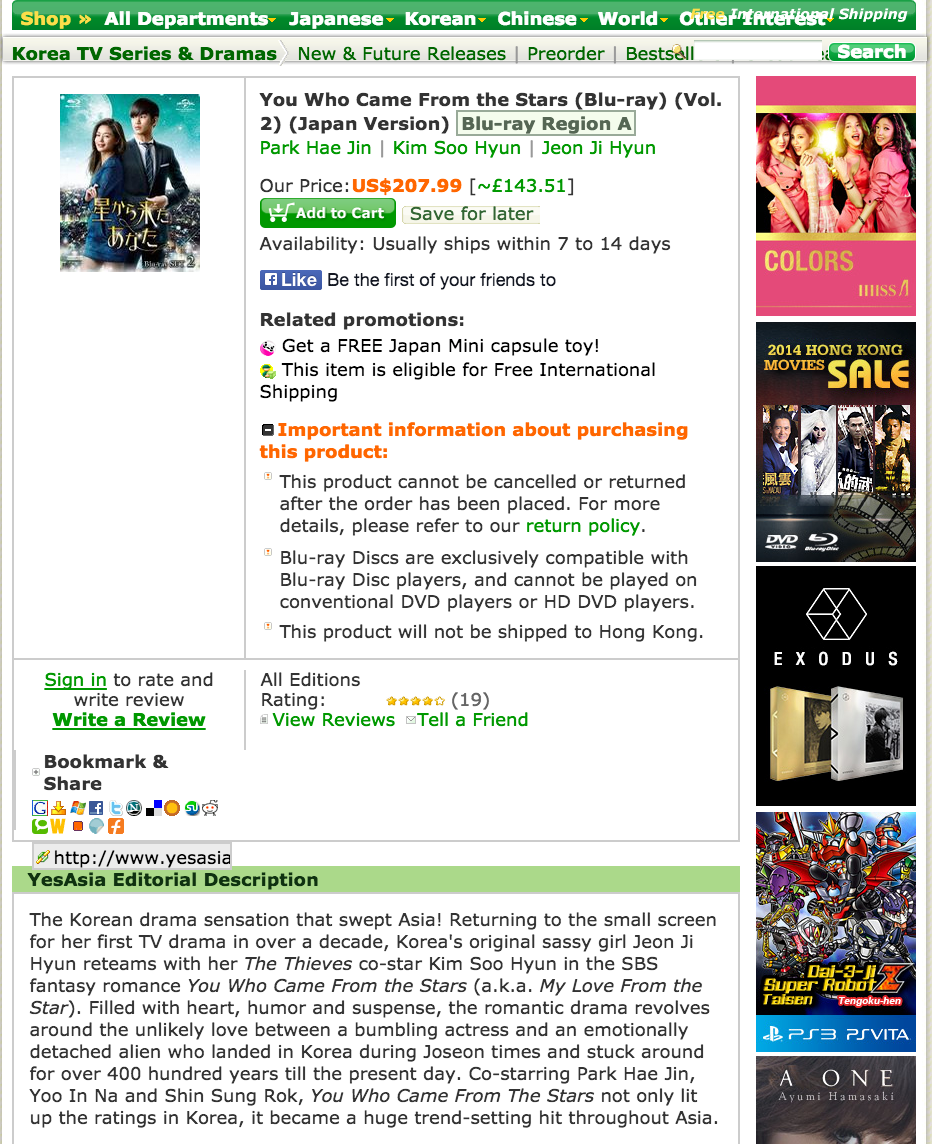 Shop » All Departments Japanese Korean Chinese World Other Interest
Free International Shipping
Korea TV Series & Dramas New & Future Releases | Preorder | Bestsell
Search
You Who Came From the Stars (Blu-ray) (Vol.
2) (Japan Version) Blu-ray Region A
Park Hae Jin | Kim Soo Hyun | Jeon Ji Hyun
Our Price:US$207.99 [~£143.51]
Add to Cart Save for later
Availability: Usually ships within 7 to 14 days
Like Be the first of your friends to
Related promotions:
Get a FREE Japan Mini capsule toy!
This item is eligible for Free International
Shipping
Important information about purchasing
this product:
This product cannot be cancelled or returned
after the order has been placed. For more
details, please refer to our return policy.
Blu-ray Discs are exclusively compatible with
Blu-ray Disc players, and cannot be played on
conventional DVD players or HD DVD players.
This product will not be shipped to Hong Kong.
星から来た
あなた
Blu-ray SET 2
Sign in to rate and
write review
Write a Review
All Editions
Rating: (19)
View Reviews Tell a Friend
Bookmark &
Share
http://www.yesasia
YesAsia Editorial Description
The Korean drama sensation that swept Asia! Returning to the small screen
for her first TV drama in over a decade, Korea's original sassy girl Jeon Ji
Hyun reteams with her The Thieves co-star Kim Soo Hyun in the SBS
fantasy romance You Who Came From the Stars (a.k.a. My Love From the
Star). Filled with heart, humor and suspense, the romantic drama revolves
around the unlikely love between a bumbling actress and an emotionally
detached alien who landed in Korea during Joseon times and stuck around
for over 400 hundred years till the present day. Co-starring Park Hae Jin,
Yoo In Na and Shin Sung Rok, You Who Came From The Stars not only lit
up the ratings in Korea, it became a huge trend-setting hit throughout Asia.
COLORS
miss A
2014 HONG KONG
MOVIES SALE
風雲
DVD VIDEO Blu-ray Disc
EXODUS
Dai-3-Ji
Super Robot Z
Taisen Tengoku-hen
PS3 PSVITA
A ONE
Ayumi Hamasaki